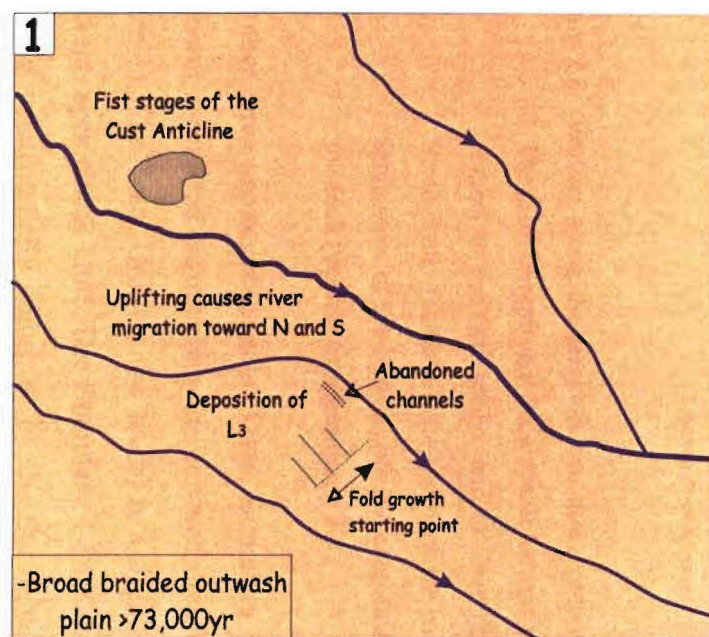 1
Fist stages of the
Cust Anticline
Uplifting causes river
migration toward N and S
Abandoned
channels
Deposition of
L3
Fold growth
starting point
-Broad braided outwash
plain >73,000yr